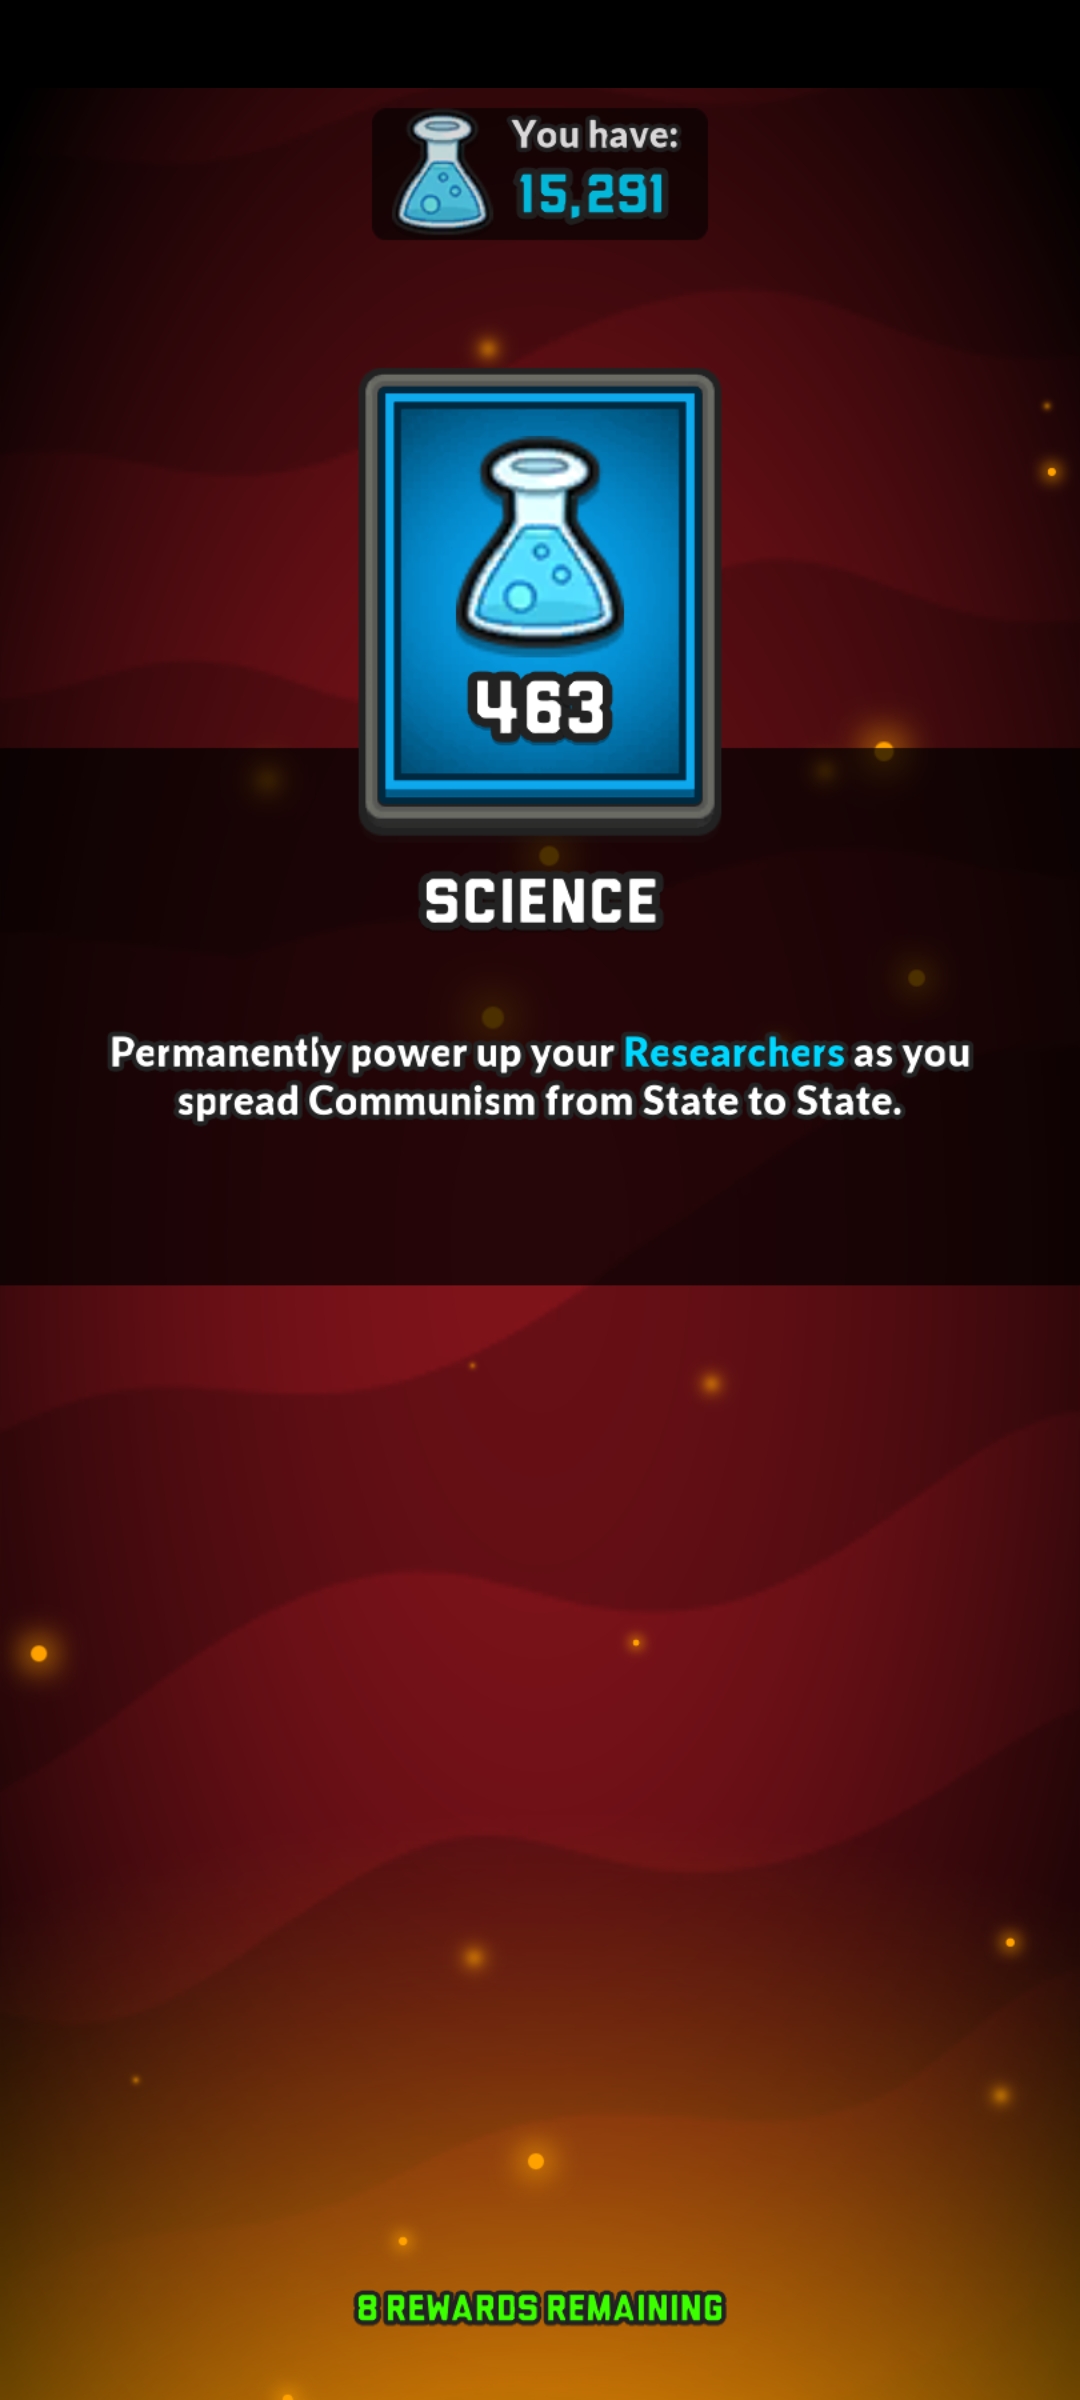 You have:
15,291
463
SCIENCE
Permanently power up your Researchers as you
spread Communism from State to State.
8 REWARDS REMAINING